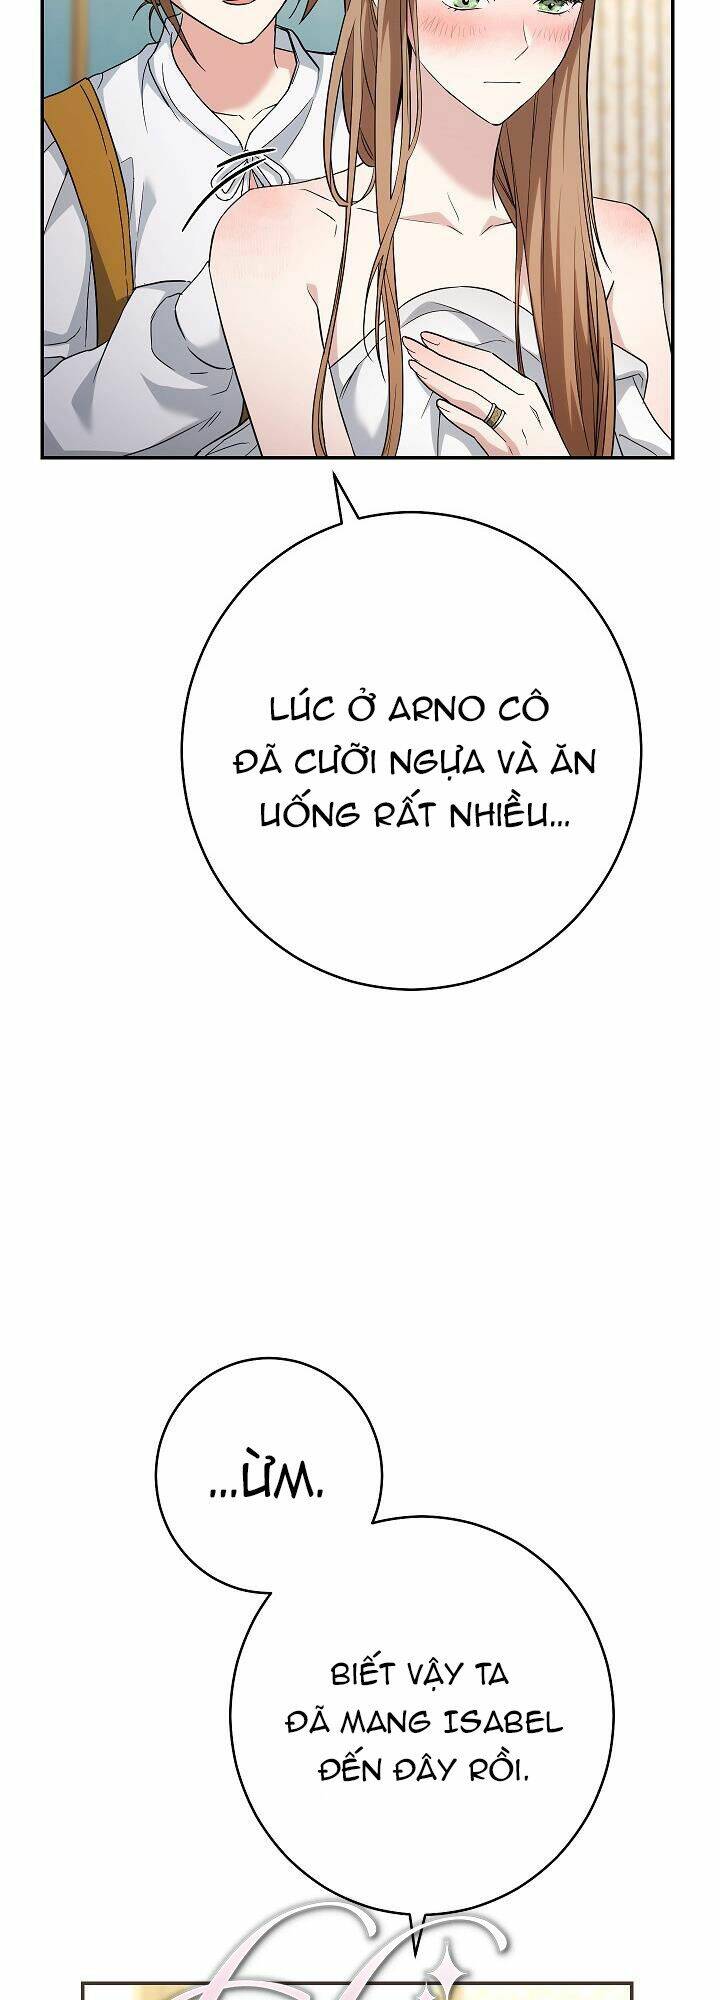 LÚC Ở ARNO CÔ
ĐÃ CƯỠI NGỰA VÀ ĂN
UỐNG RẤT NHIỀU...
...ỪM.
BIẾT VẬY TA
ĐÃ MANG ISABEL
ĐẾN ĐÂY RỒI.